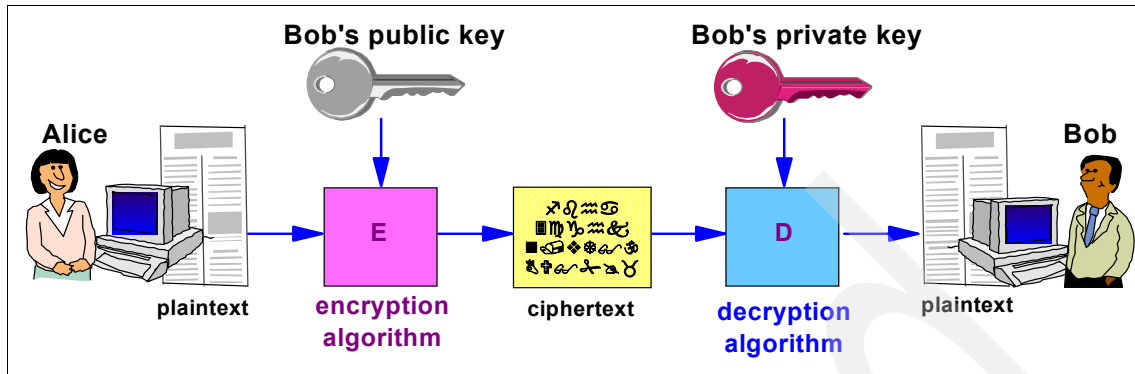 Bob's public key
Bob's private key
Alice
Bob
E
D
plaintext
encryption
algorithm
ciphertext
decryption
algorithm
plaintext